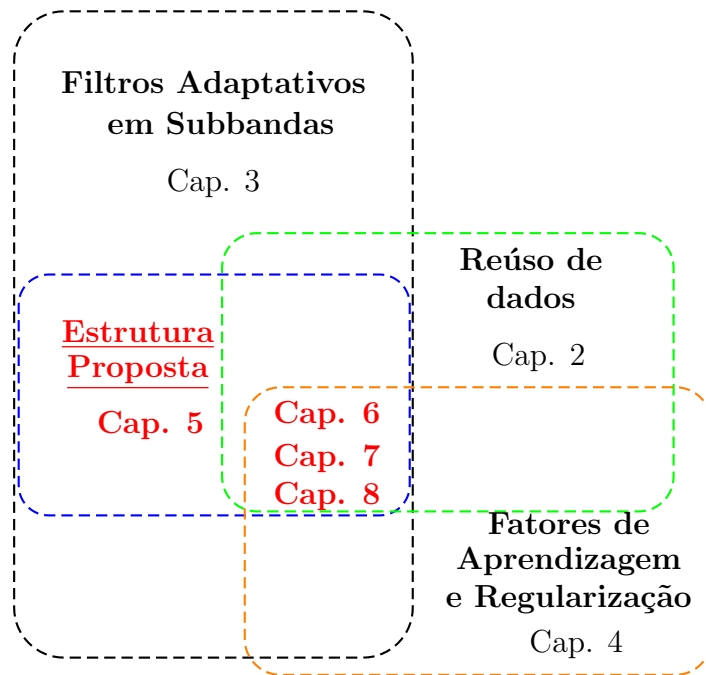 Filtros Adaptativos
em Subbandas
Cap. 3
Reúso de
dados
Cap. 2
Estrutura
Proposta
Cap. 5
Cap. 6
Cap. 7
Cap. 8
Fatores de
Aprendizagem
e Regularização
Cap. 4